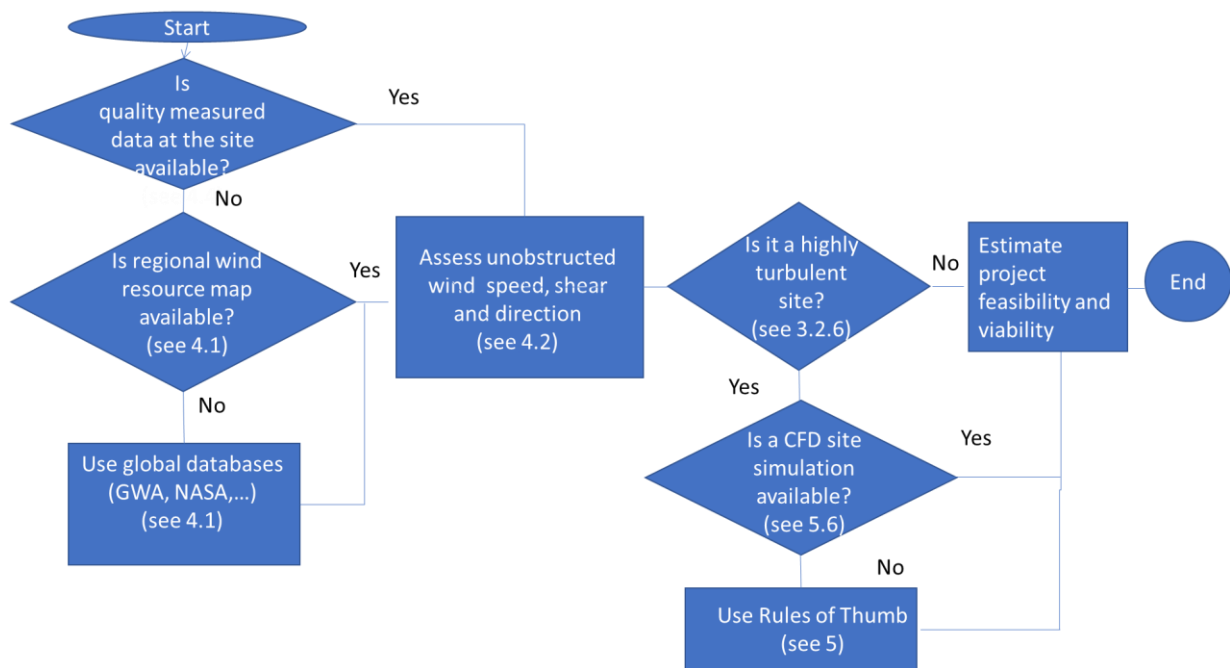 Start
Is
quality measured
data at the site
available?
Yes
No
Is regional wind
resource map
available?
(see 4.1)
Yes
No
Use global databases
(GWA, NASA,...)
(see 4.1)
Assess unobstructed
wind speed, shear
and direction
(see 4.2)
Is it a highly
turbulent
site?
(see 3.2.6)
No
Yes
Is a CFD site
simulation
available?
(see 5.6)
Yes
No
Use Rules of Thumb
(see 5)
Estimate
project
feasibility and
viability
End